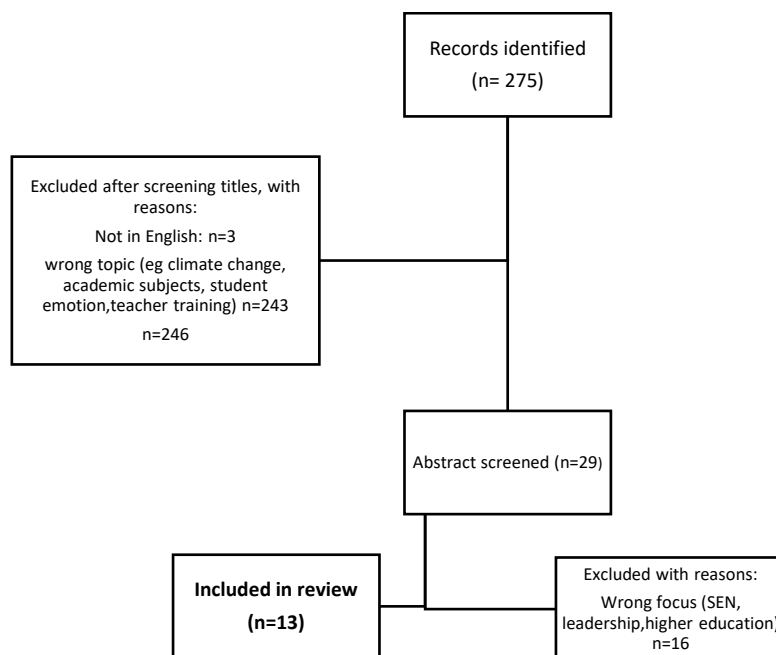 Records identified
(n= 275)
Excluded after screening titles, with
reasons:
Not in English: n=3
wrong topic (eg climate change,
academic subjects, student
emotion,teacher training) n=243
n=246
Abstract screened (n=29)
Included in review
(n=13)
Excluded with reasons:
Wrong focus (SEN,
leadership,higher education)
n=16